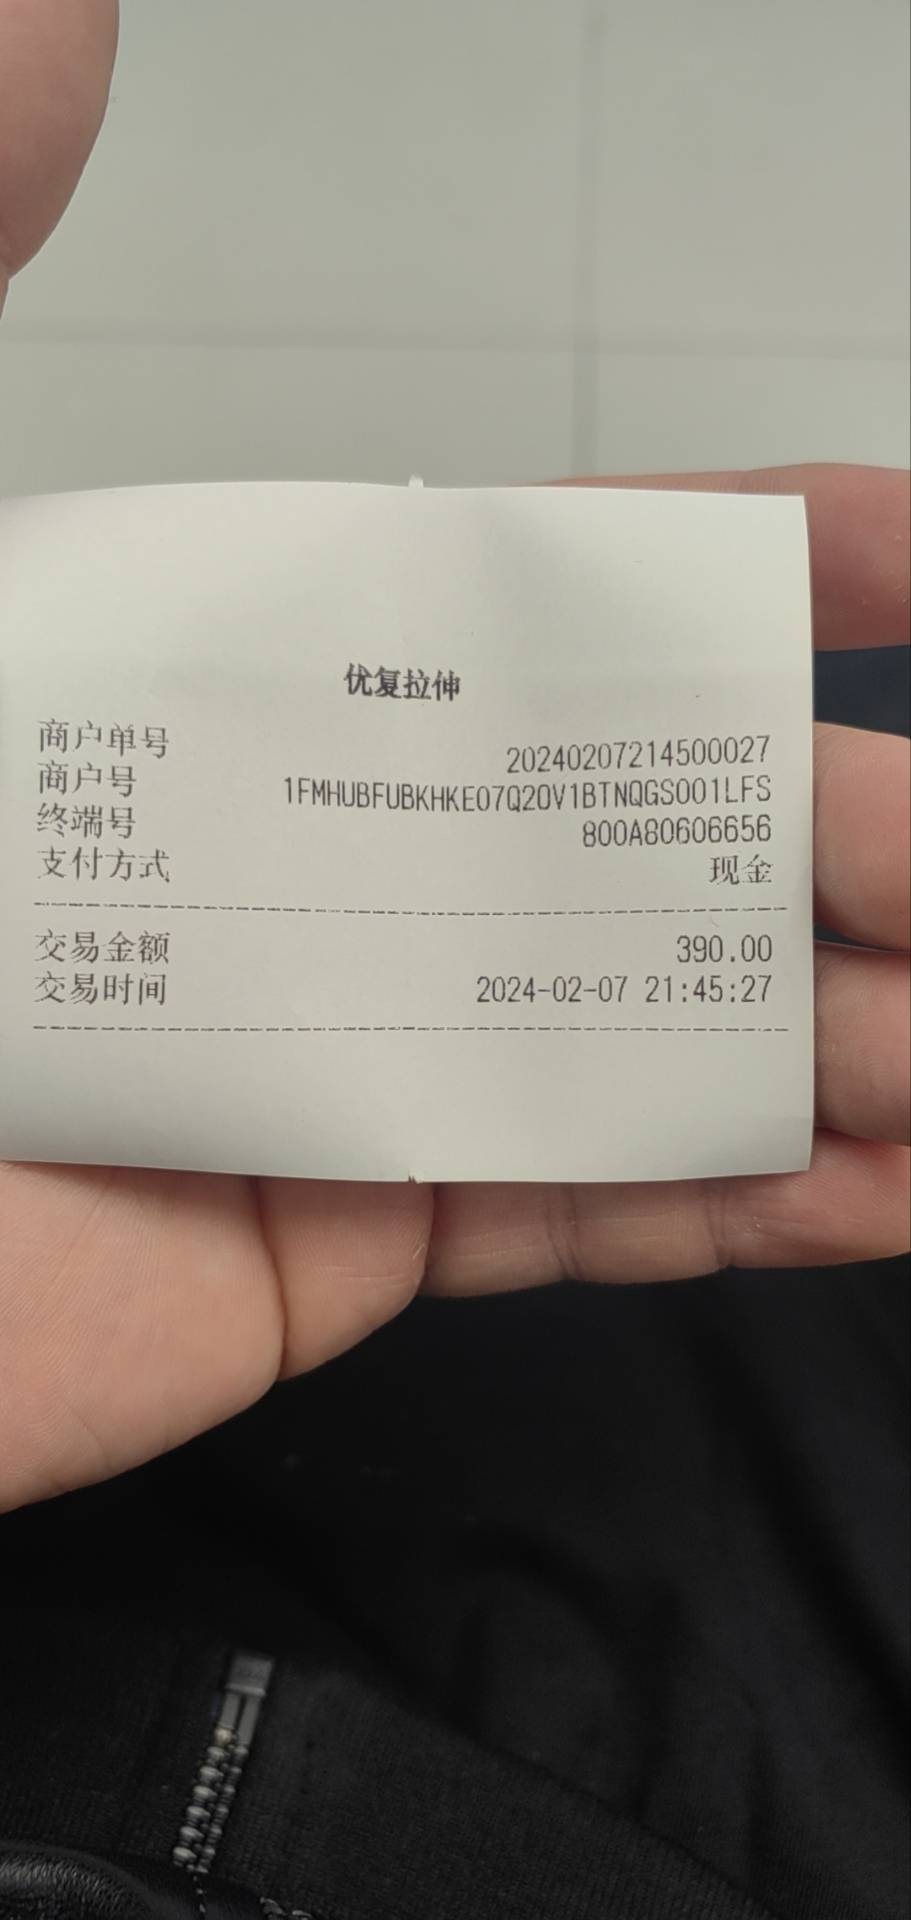 优复拉伸
商户单号 20240207214500027
商户号 1FMHUBFUBKHKE07Q20V1BTNQGS001LFS
终端号 800A80606656
支付方式 现金
交易金额 390.00
交易时间 2024-02-07 21:45:27